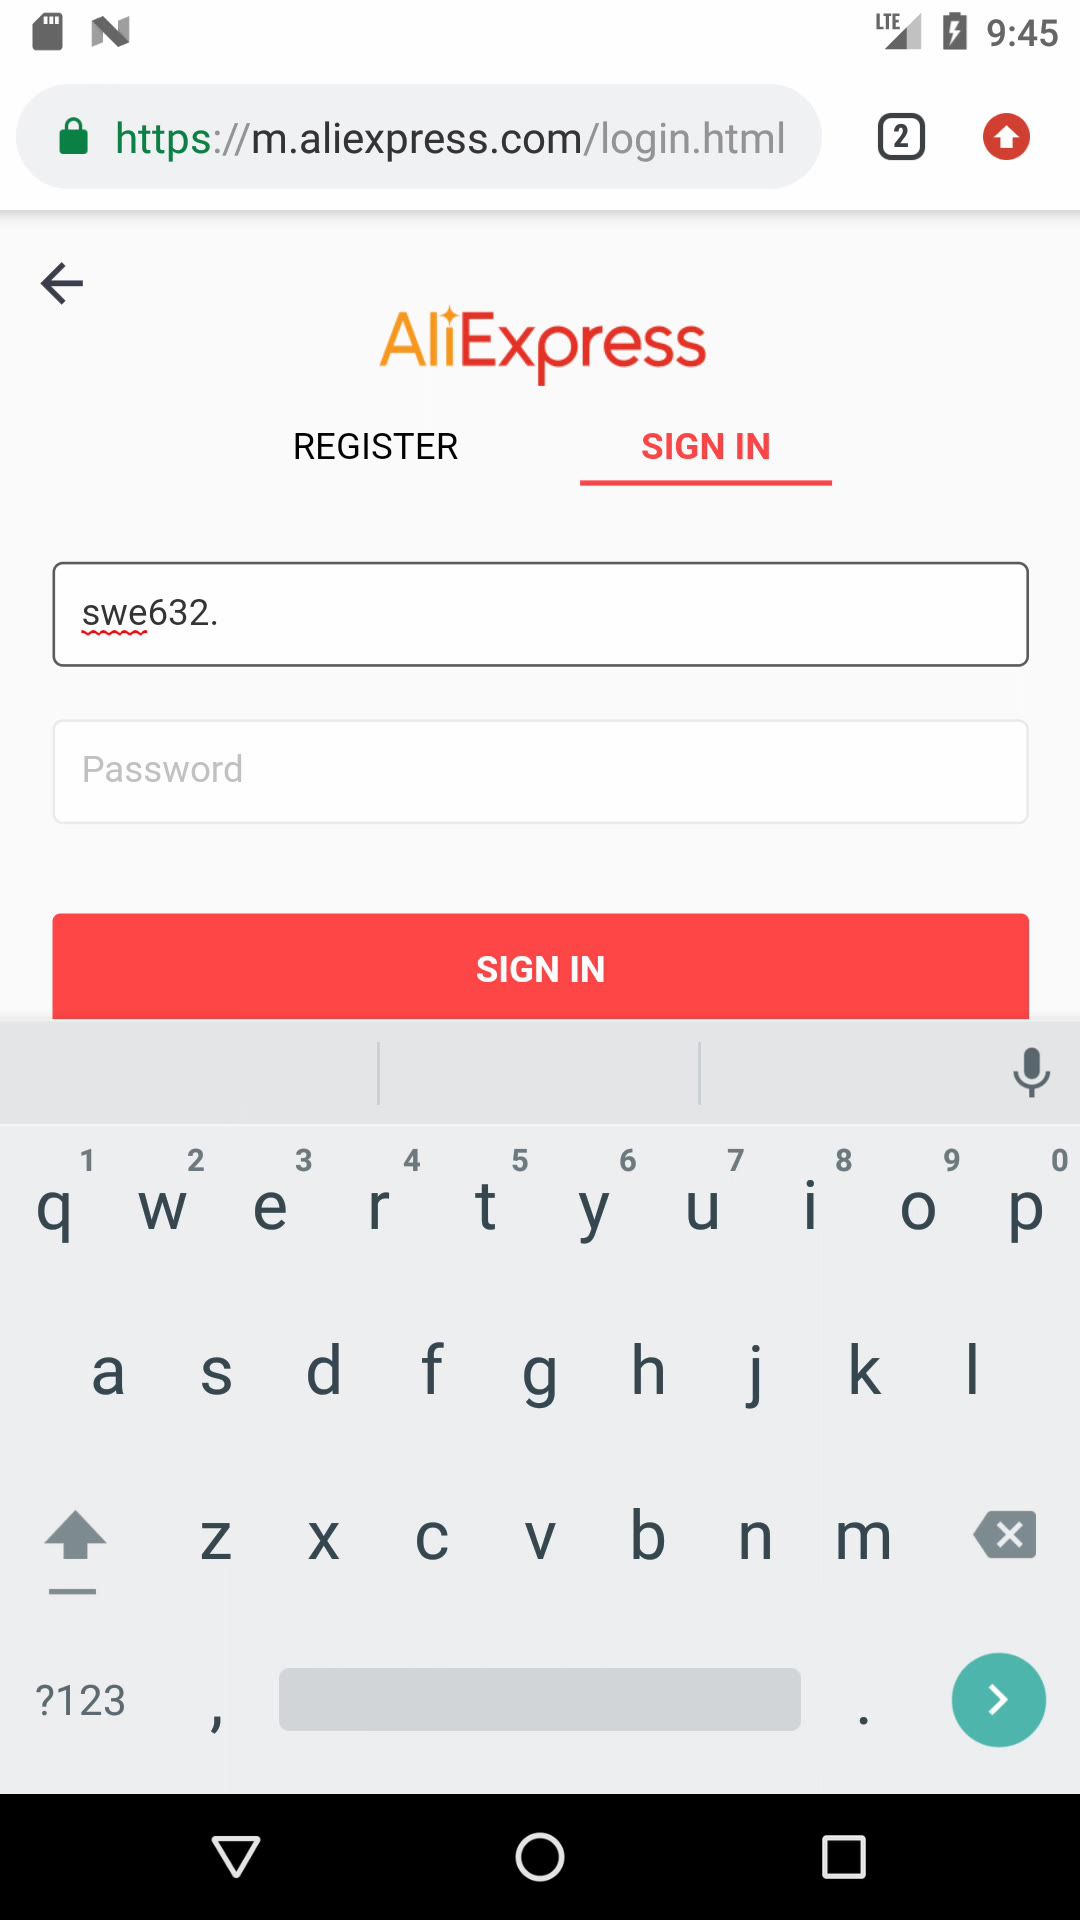 LTE 9:45
https://m.aliexpress.com/login.html 2
AliExpress
REGISTER SIGN IN
swe632.
Password
SIGN IN
1 2 3 4 5 6 7 8 9 0
q w e r t y u i o p
a s d f g h j k l
z x c v b n m
?123 , .